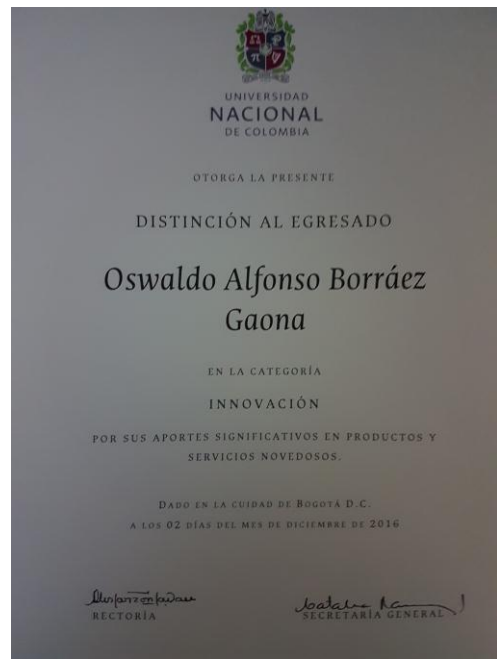 UNIVERSIDAD
NACIONAL
DE COLOMBIA
OTORGA LA PRESENTE
DISTINCIÓN AL EGRESADO
Oswaldo Alfonso Borráez
Gaona
EN LA CATEGORÍA
INNOVACIÓN
POR SUS APORTES SIGNIFICATIVOS EN PRODUCTOS Y
SERVICIOS NOVEDOSOS.
DADO EN LA CUIDAD DE BOGOTÁ D.C.
A LOS 02 DÍAS DEL MES DE DICIEMBRE DE 2016
RECTORÍA
SECRETARÍA GENERAL